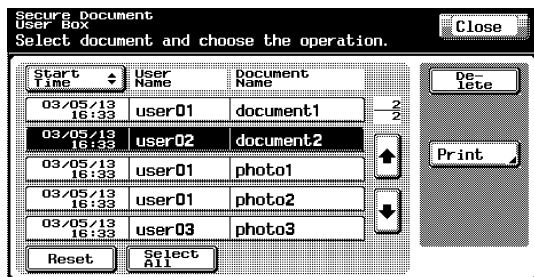 Secure Document
User Box
Close
Select document and choose the operation.
Start Time User Name Document Name
De-lete
03/05/13 16:33 user01 document1 2/2
03/05/13 16:33 user02 document2
Print
03/05/13 16:33 user01 photo1
03/05/13 16:33 user01 photo2
03/05/13 16:33 user03 photo3
Reset Select All